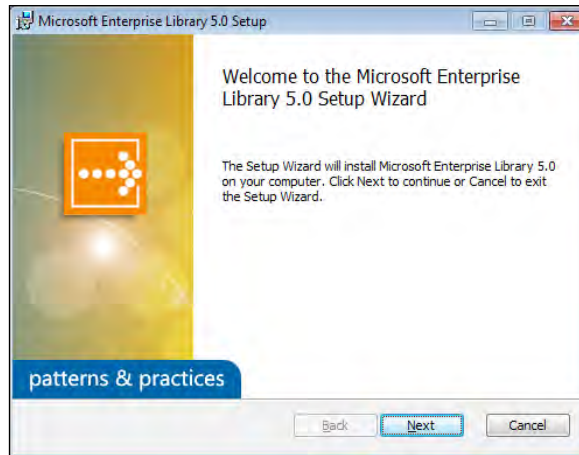 Microsoft Enterprise Library 5.0 Setup
Welcome to the Microsoft Enterprise
Library 5.0 Setup Wizard
The Setup Wizard will install Microsoft Enterprise Library 5.0
on your computer. Click Next to continue or Cancel to exit
the Setup Wizard.
patterns & practices
Back Next Cancel